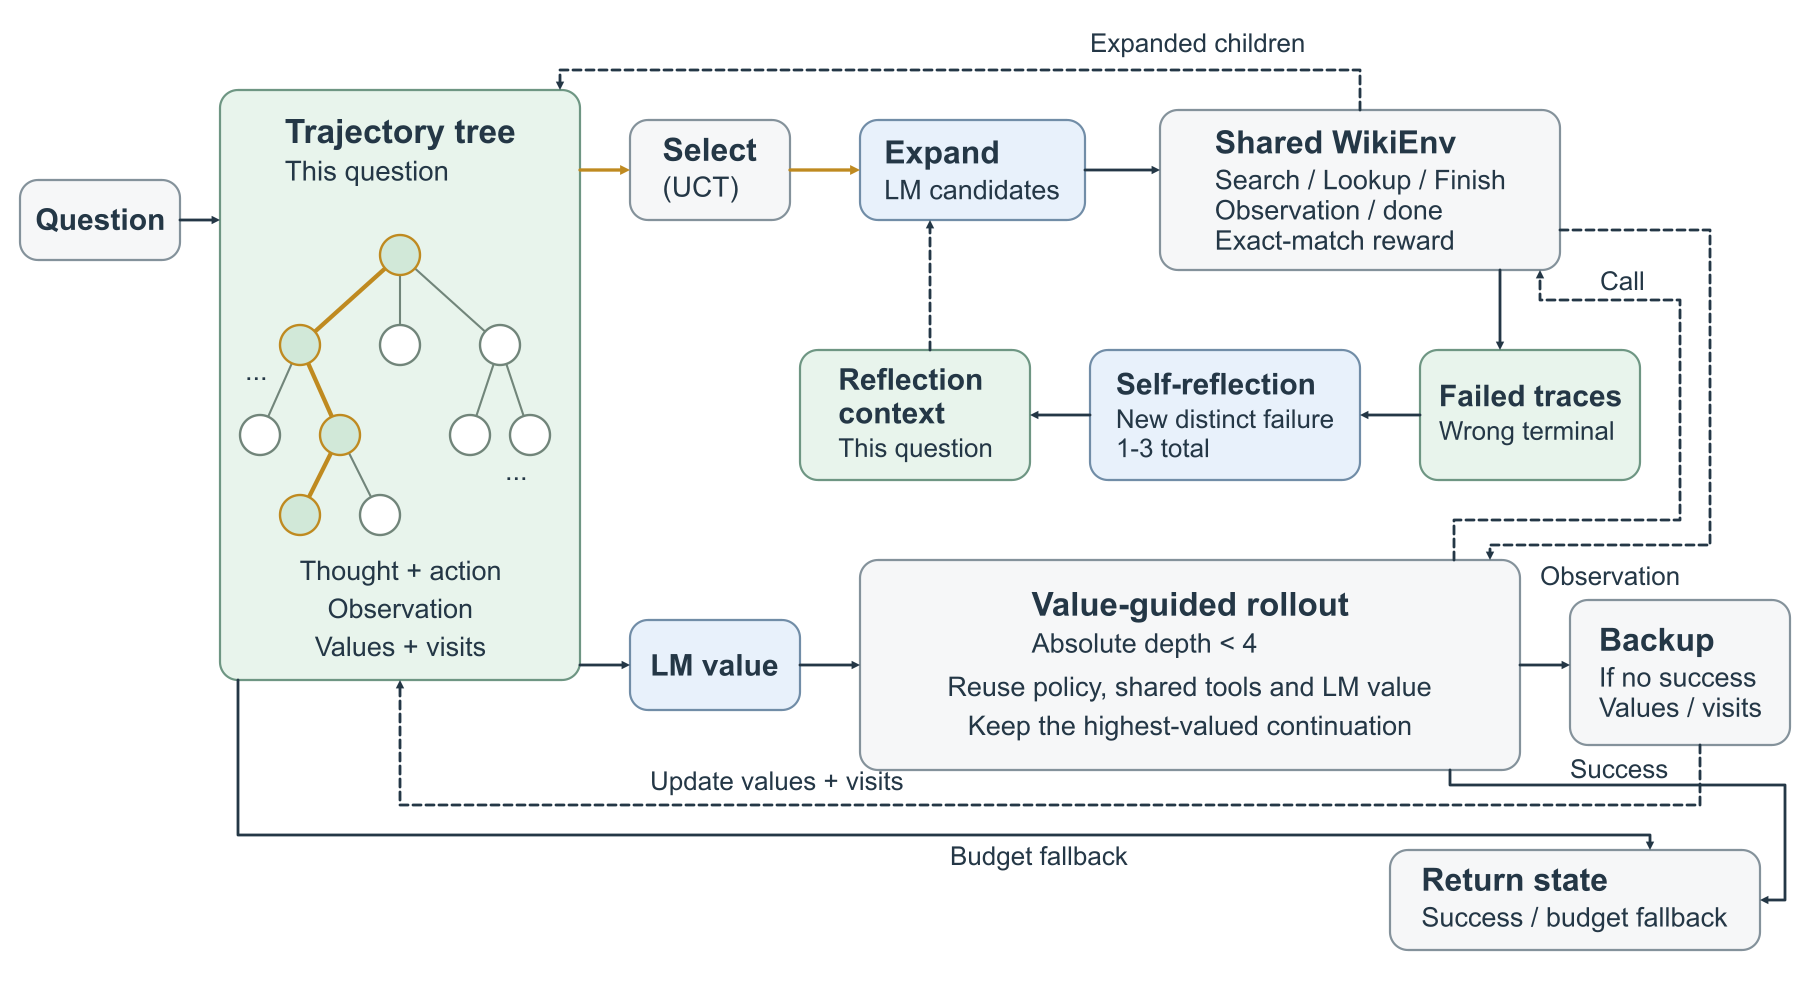 Expanded children
Trajectory tree
This question
Question
Select
(UCT)
Expand
LM candidates
Shared WikiEnv
Search / Lookup / Finish
Observation / done
Exact-match reward
Call
...
...
Reflection
context
This question
Self-reflection
New distinct failure
1-3 total
Failed traces
Wrong terminal
Thought + action
Observation
Values + visits
LM value
Value-guided rollout
Absolute depth < 4
Reuse policy, shared tools and LM value
Keep the highest-valued continuation
Observation
Backup
If no success
Values / visits
Update values + visits
Success
Budget fallback
Return state
Success / budget fallback